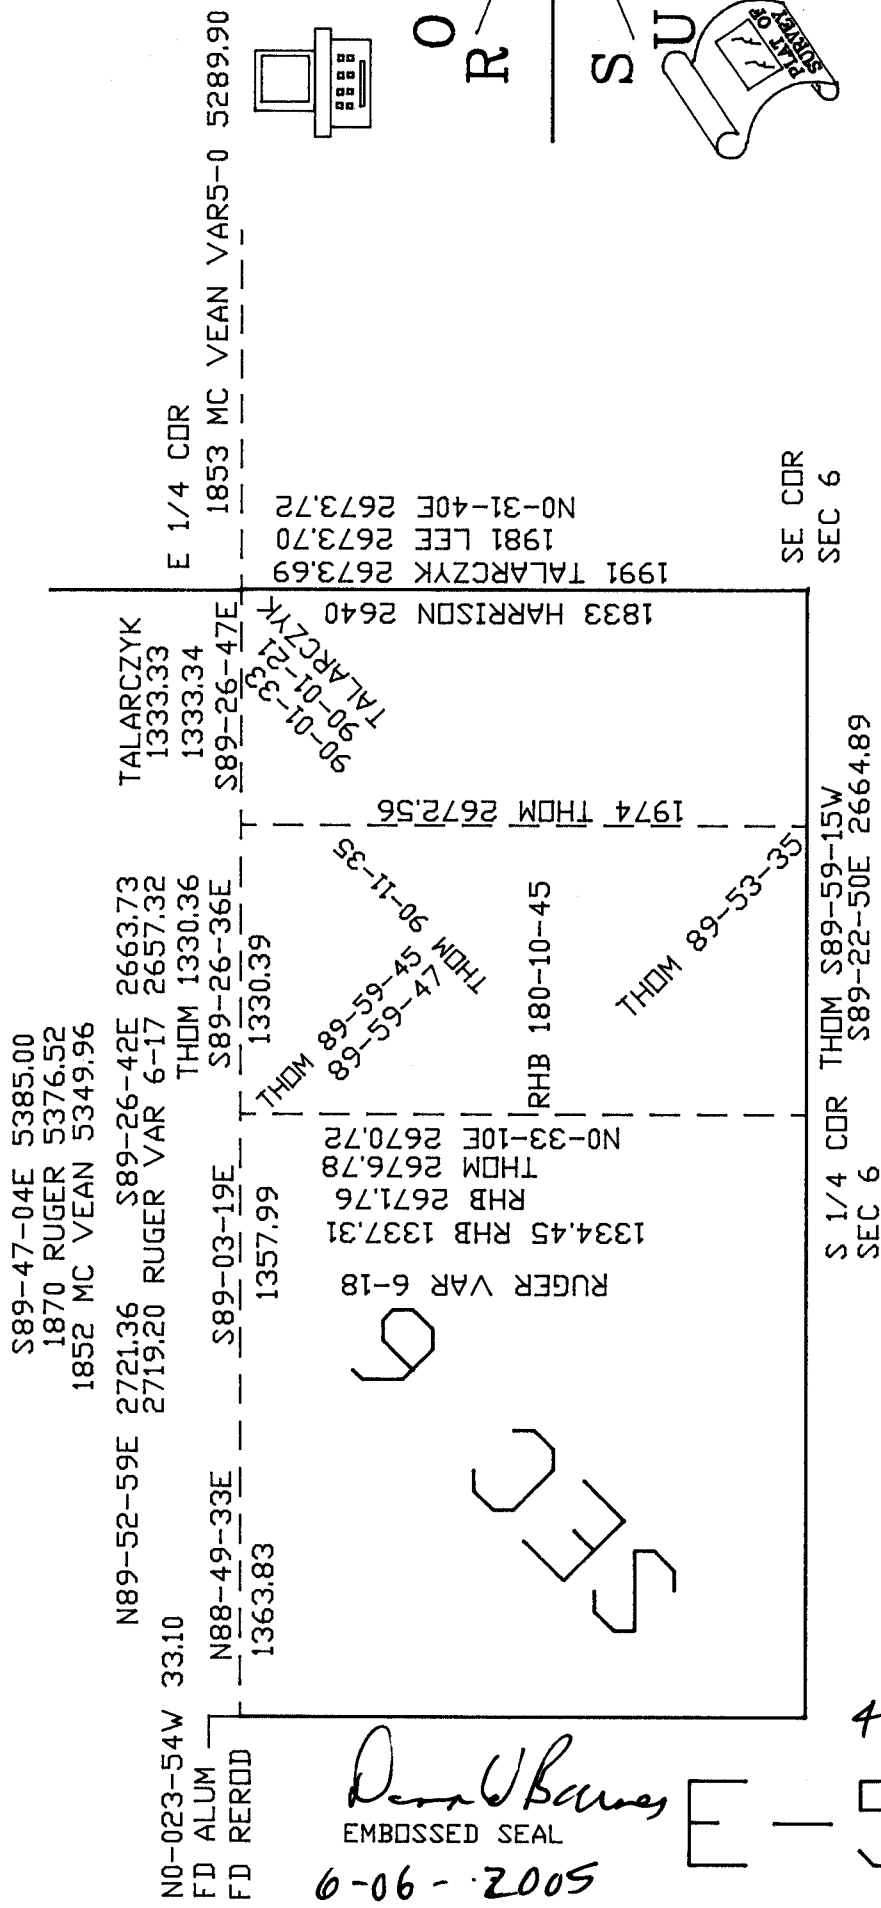 S89-47-04E 5385.00
1870 RUGER 5376.52
1852 MC VEAN 5349.96
N89-52-59E 2721.36 S89-26-42E 2663.73
2719.20 RUGER VAR 6-17 2657.32
TALARCZYK
1333.33
THOM 1330.36
1333.34
E 1/4 COR
1853 MC VEAN VAR5-0 5289.90
N0-023-54W 33.10
FD ALUM
FD REROD
N88-49-33E
1363.83
S89-03-19E
1357.99
S89-26-36E
1330.39
S89-26-47E
THOM 89-59-45
89-59-47
90-11-35
THOM
90-01-33
90-01-21
TALARCZYK
RUGER VAR 6-18
1334.45 RHB 1337.31
RHB 2671.76
THOM 2676.78
N0-33-10E 2670.72
RHB 180-10-45
THOM 89-53-35
1974 THOM 2672.56
1833 HARRISON 2640
1991 TALARCZYK 2673.69
1981 LEE 2673.70
N0-31-40E 2673.72
SEC 6
S 1/4 COR
SEC 6
THOM S89-59-15W
S89-22-50E 2664.89
SE COR
SEC 6
Dean W Barnes
EMBOSSED SEAL
6-06-2005
E-5
4
O
R
S
U
PLAT OF
SURVEY